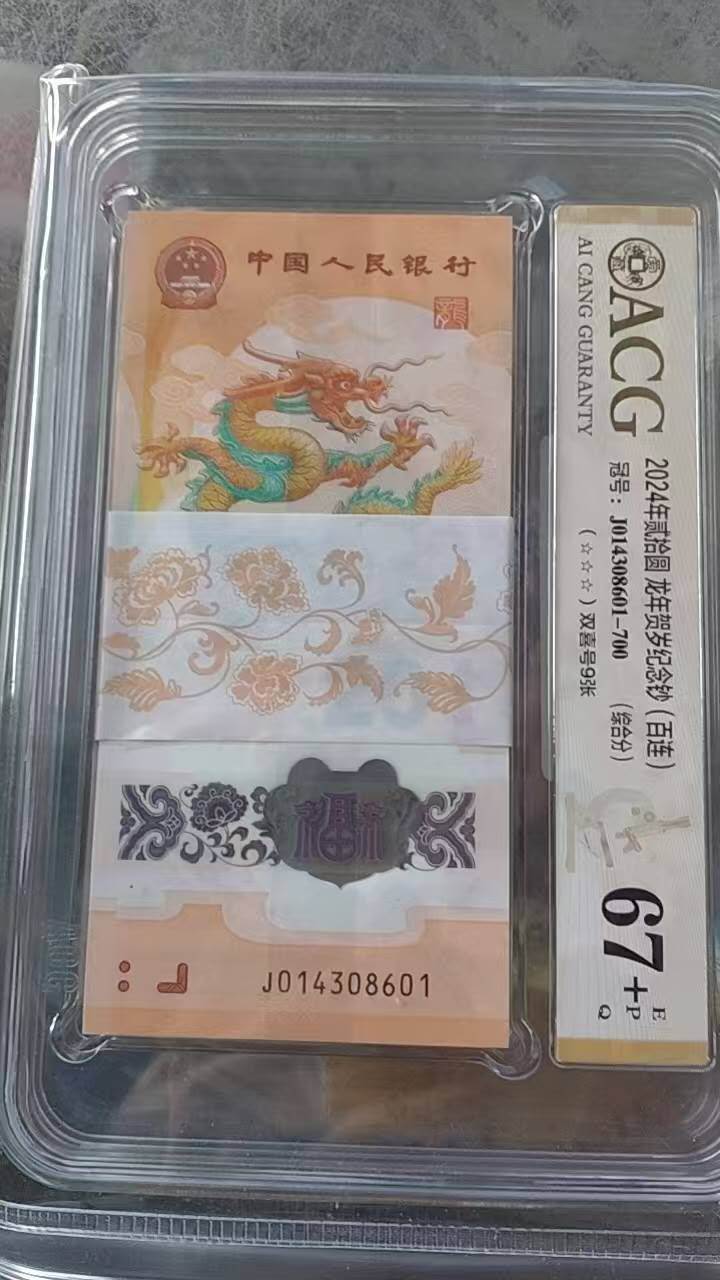 中国人民银行
龍
福
J014308601
ACG
AI CANG GUARANTY
2024年贰拾圆 龙年贺岁纪念钞（百连）
冠号：J014308601-700 （综合分）
（☆☆☆）双喜号9张
67+
E
P
Q